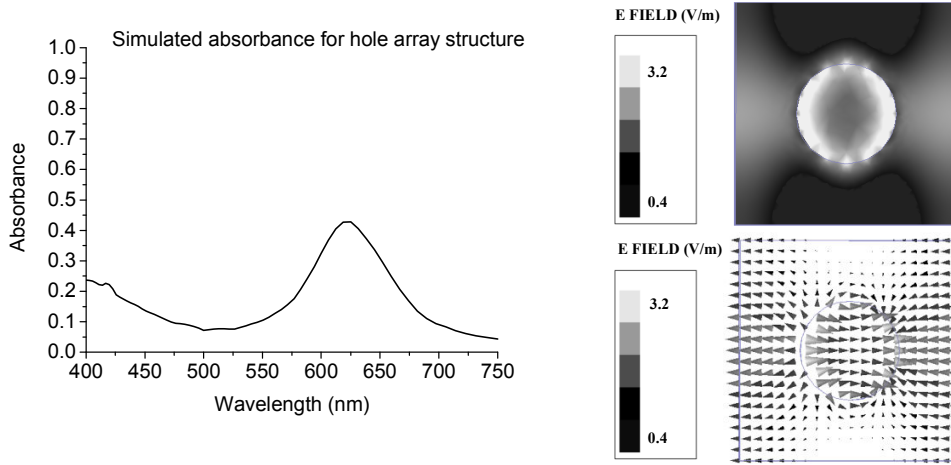 Simulated absorbance for hole array structure
1.0
0.9
0.8
0.7
0.6
0.5
0.4
0.3
0.2
0.1
0.0
Absorbance
400 450 500 550 600 650 700 750
Wavelength (nm)
E FIELD (V/m)
3.2
0.4
E FIELD (V/m)
3.2
0.4